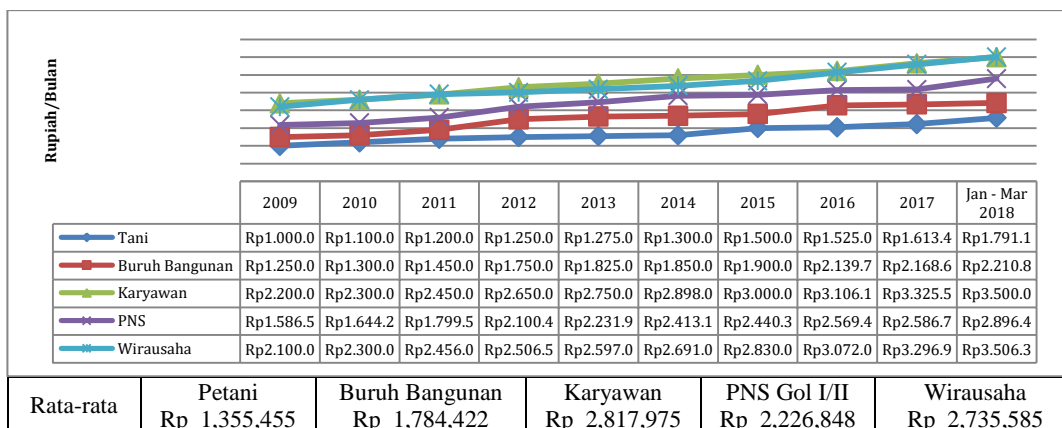 Rupiah/Bulan
2009 2010 2011 2012 2013 2014 2015 2016 2017 Jan - Mar
2018
Tani Rp1.000.0 Rp1.100.0 Rp1.200.0 Rp1.250.0 Rp1.275.0 Rp1.300.0 Rp1.500.0 Rp1.525.0 Rp1.613.4 Rp1.791.1
Buruh Bangunan Rp1.250.0 Rp1.300.0 Rp1.450.0 Rp1.750.0 Rp1.825.0 Rp1.850.0 Rp1.900.0 Rp2.139.7 Rp2.168.6 Rp2.210.8
Karyawan Rp2.200.0 Rp2.300.0 Rp2.450.0 Rp2.650.0 Rp2.750.0 Rp2.898.0 Rp3.000.0 Rp3.106.1 Rp3.325.5 Rp3.500.0
PNS Rp1.586.5 Rp1.644.2 Rp1.799.5 Rp2.100.4 Rp2.231.9 Rp2.413.1 Rp2.440.3 Rp2.569.4 Rp2.586.7 Rp2.896.4
Wirausaha Rp2.100.0 Rp2.300.0 Rp2.456.0 Rp2.506.5 Rp2.597.0 Rp2.691.0 Rp2.830.0 Rp3.072.0 Rp3.296.9 Rp3.506.3
Rata-rata Petani Buruh Bangunan Karyawan PNS Gol I/II Wirausaha
Rp 1,355,455 Rp 1,784,422 Rp 2,817,975 Rp 2,226,848 Rp 2,735,585